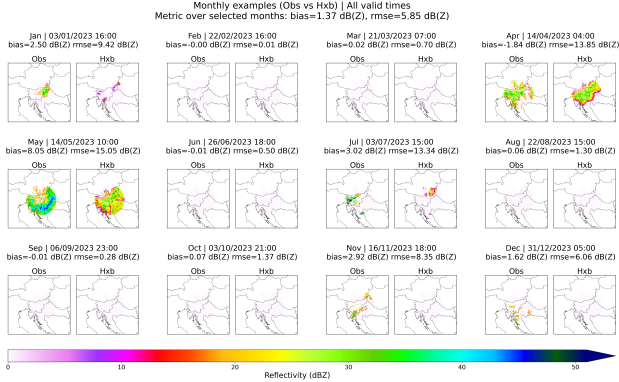 Monthly examples (Obs vs Hxb) | All valid times
Metric over selected months: bias=1.37 dB(Z), rmse=5.85 dB(Z)
Jan | 03/01/2023 16:00
bias=2.50 dB(Z) rmse=9.42 dB(Z)
Obs Hxb
Feb | 22/02/2023 16:00
bias=-0.00 dB(Z) rmse=0.01 dB(Z)
Obs Hxb
Mar | 21/03/2023 07:00
bias=0.02 dB(Z) rmse=0.70 dB(Z)
Obs Hxb
Apr | 14/04/2023 04:00
bias=-1.84 dB(Z) rmse=13.85 dB(Z)
Obs Hxb
May | 14/05/2023 10:00
bias=8.05 dB(Z) rmse=15.05 dB(Z)
Obs Hxb
Jun | 26/06/2023 18:00
bias=-0.01 dB(Z) rmse=0.50 dB(Z)
Obs Hxb
Jul | 03/07/2023 15:00
bias=3.02 dB(Z) rmse=13.34 dB(Z)
Obs Hxb
Aug | 22/08/2023 15:00
bias=0.06 dB(Z) rmse=1.30 dB(Z)
Obs Hxb
Sep | 06/09/2023 23:00
bias=-0.01 dB(Z) rmse=0.28 dB(Z)
Obs Hxb
Oct | 03/10/2023 21:00
bias=0.07 dB(Z) rmse=1.37 dB(Z)
Obs Hxb
Nov | 16/11/2023 18:00
bias=2.92 dB(Z) rmse=8.35 dB(Z)
Obs Hxb
Dec | 31/12/2023 05:00
bias=1.62 dB(Z) rmse=6.06 dB(Z)
Obs Hxb
0 10 20 30 40 50
Reflectivity (dBZ)